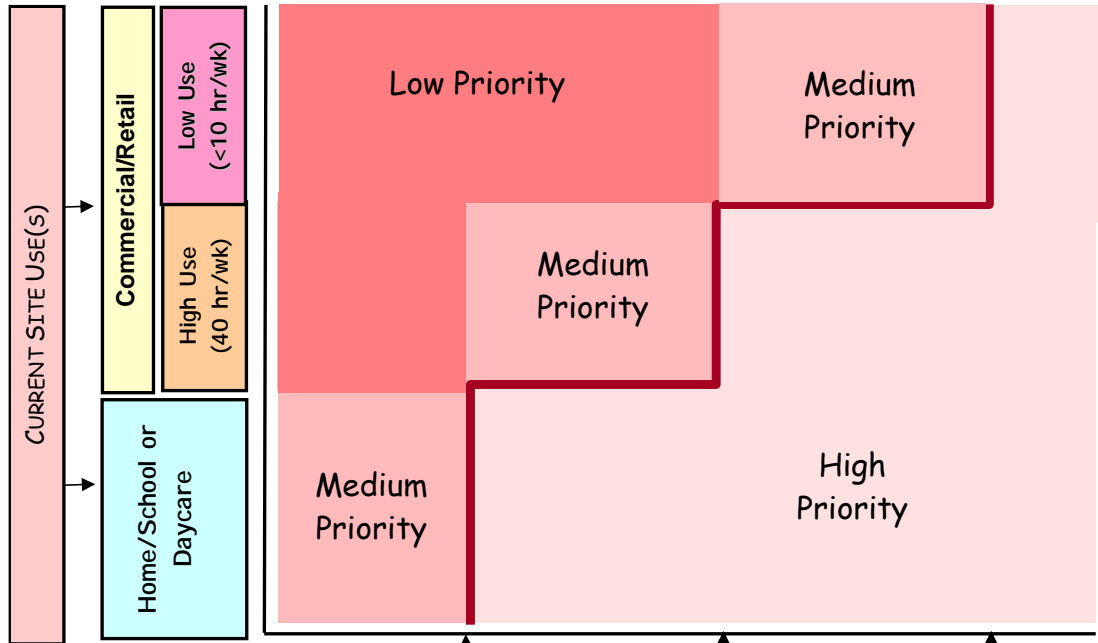 CURRENT SITE USE(S)
Commercial/Retail
Low Use
(<10 hr/wk)
High Use
(40 hr/wk)
Home/School or
Daycare
Low Priority
Medium
Priority
Medium
Priority
Medium
Priority
High
Priority